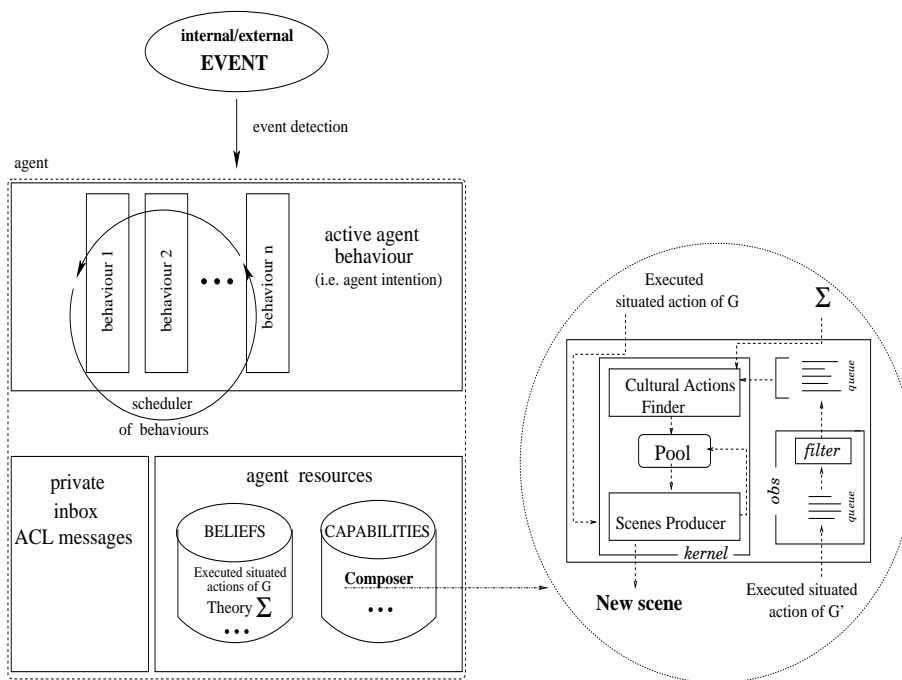 internal/external
EVENT
event detection
agent
behaviour 1
behaviour 2
•••
behaviour n
active agent
behaviour
(i.e. agent intention)
scheduler
of behaviours
private
inbox
ACL messages
agent resources
BELIEFS
Executed situated
actions of G
Theory Σ
•••
CAPABILITIES
Composer
•••
Executed
situated action of G
Σ
Cultural Actions
Finder
Pool
Scenes Producer
kernel
queue
filter
obs
queue
New scene
Executed situated
action of G'